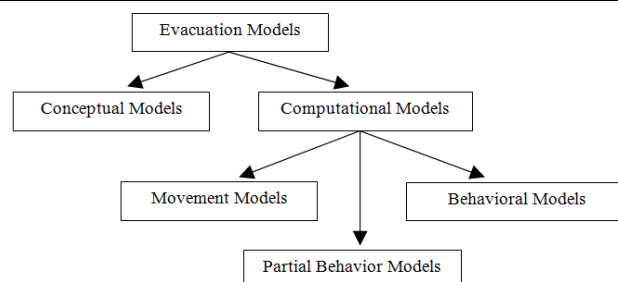 Evacuation Models
Conceptual Models
Computational Models
Movement Models
Behavioral Models
Partial Behavior Models